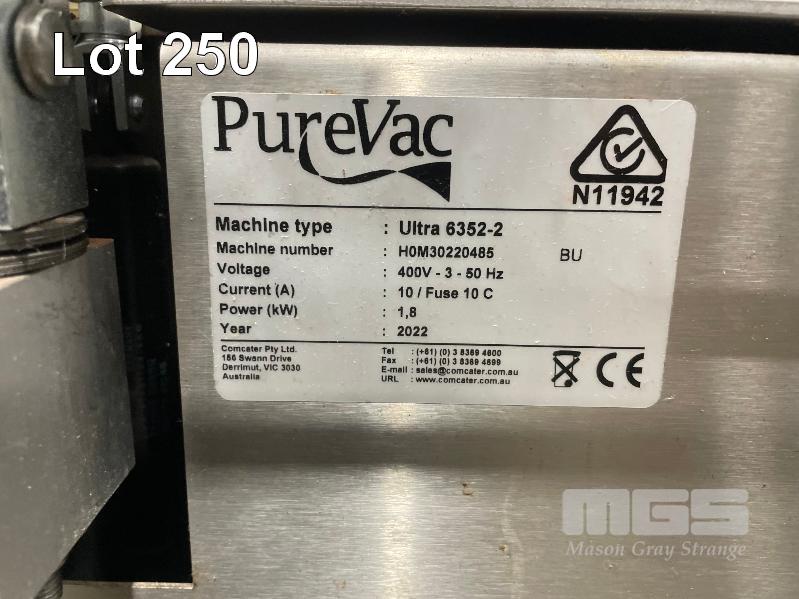 Lot 250
PureVac
N11942
Machine type : Ultra 6352-2
Machine number : H0M30220485 BU
Voltage : 400V - 3 - 50 Hz
Current (A) : 10 / Fuse 10 C
Power (kW) : 1,8
Year : 2022
Comcater Pty Ltd.
156 Swann Drive
Derrimut, VIC 3030
Australia
Tel : (+61) (0) 3 8369 4600
Fax : (+61) (0) 3 8369 4699
E-mail : sales@comcater.com.au
URL : www.comcater.com.au
CE
MGS
Mason Gray Strange